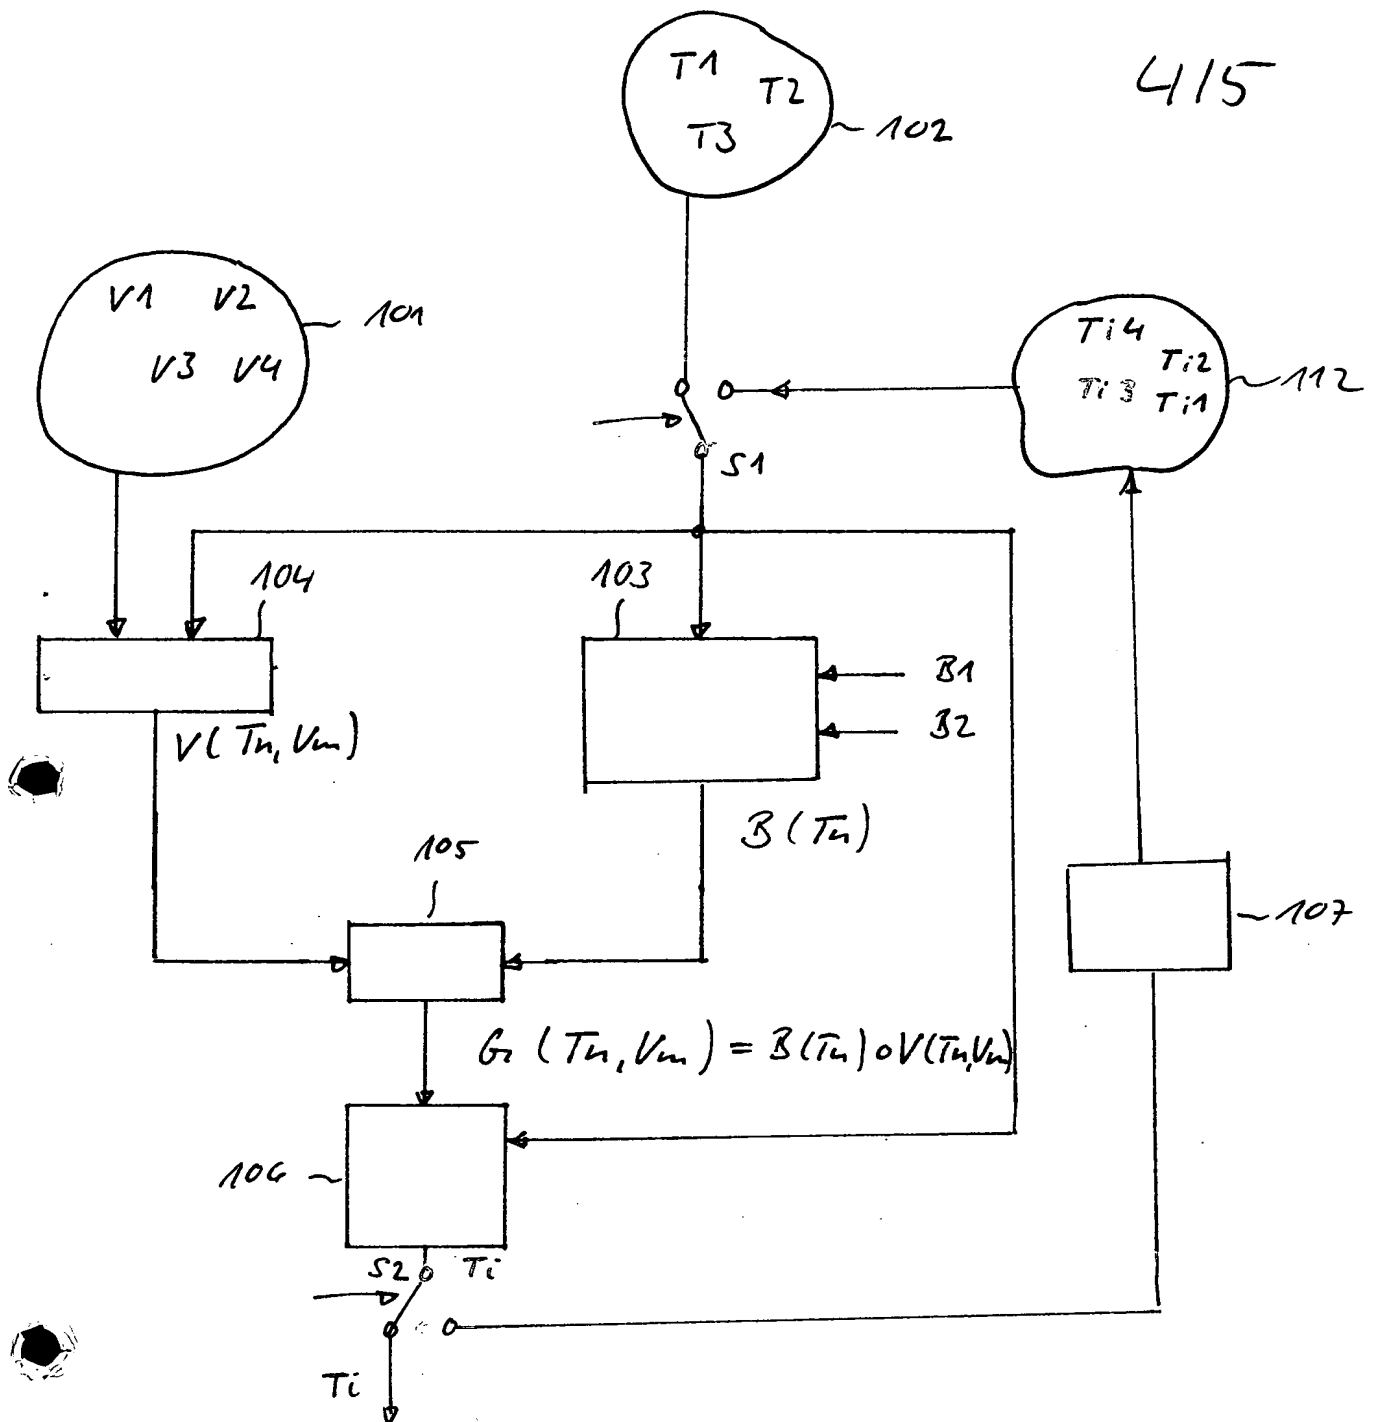 4/5
T1
T2
T3
102
V1 V2
V3 V4
101
Ti4
Ti2
Ti3
Ti1
112
S1
104
103
B1
B2
V(Tn,Vm)
B(Tn)
105
107
G(Tn,Vm) = B(Tn) o V(Tn,Vm)
106
S2 Ti
Ti